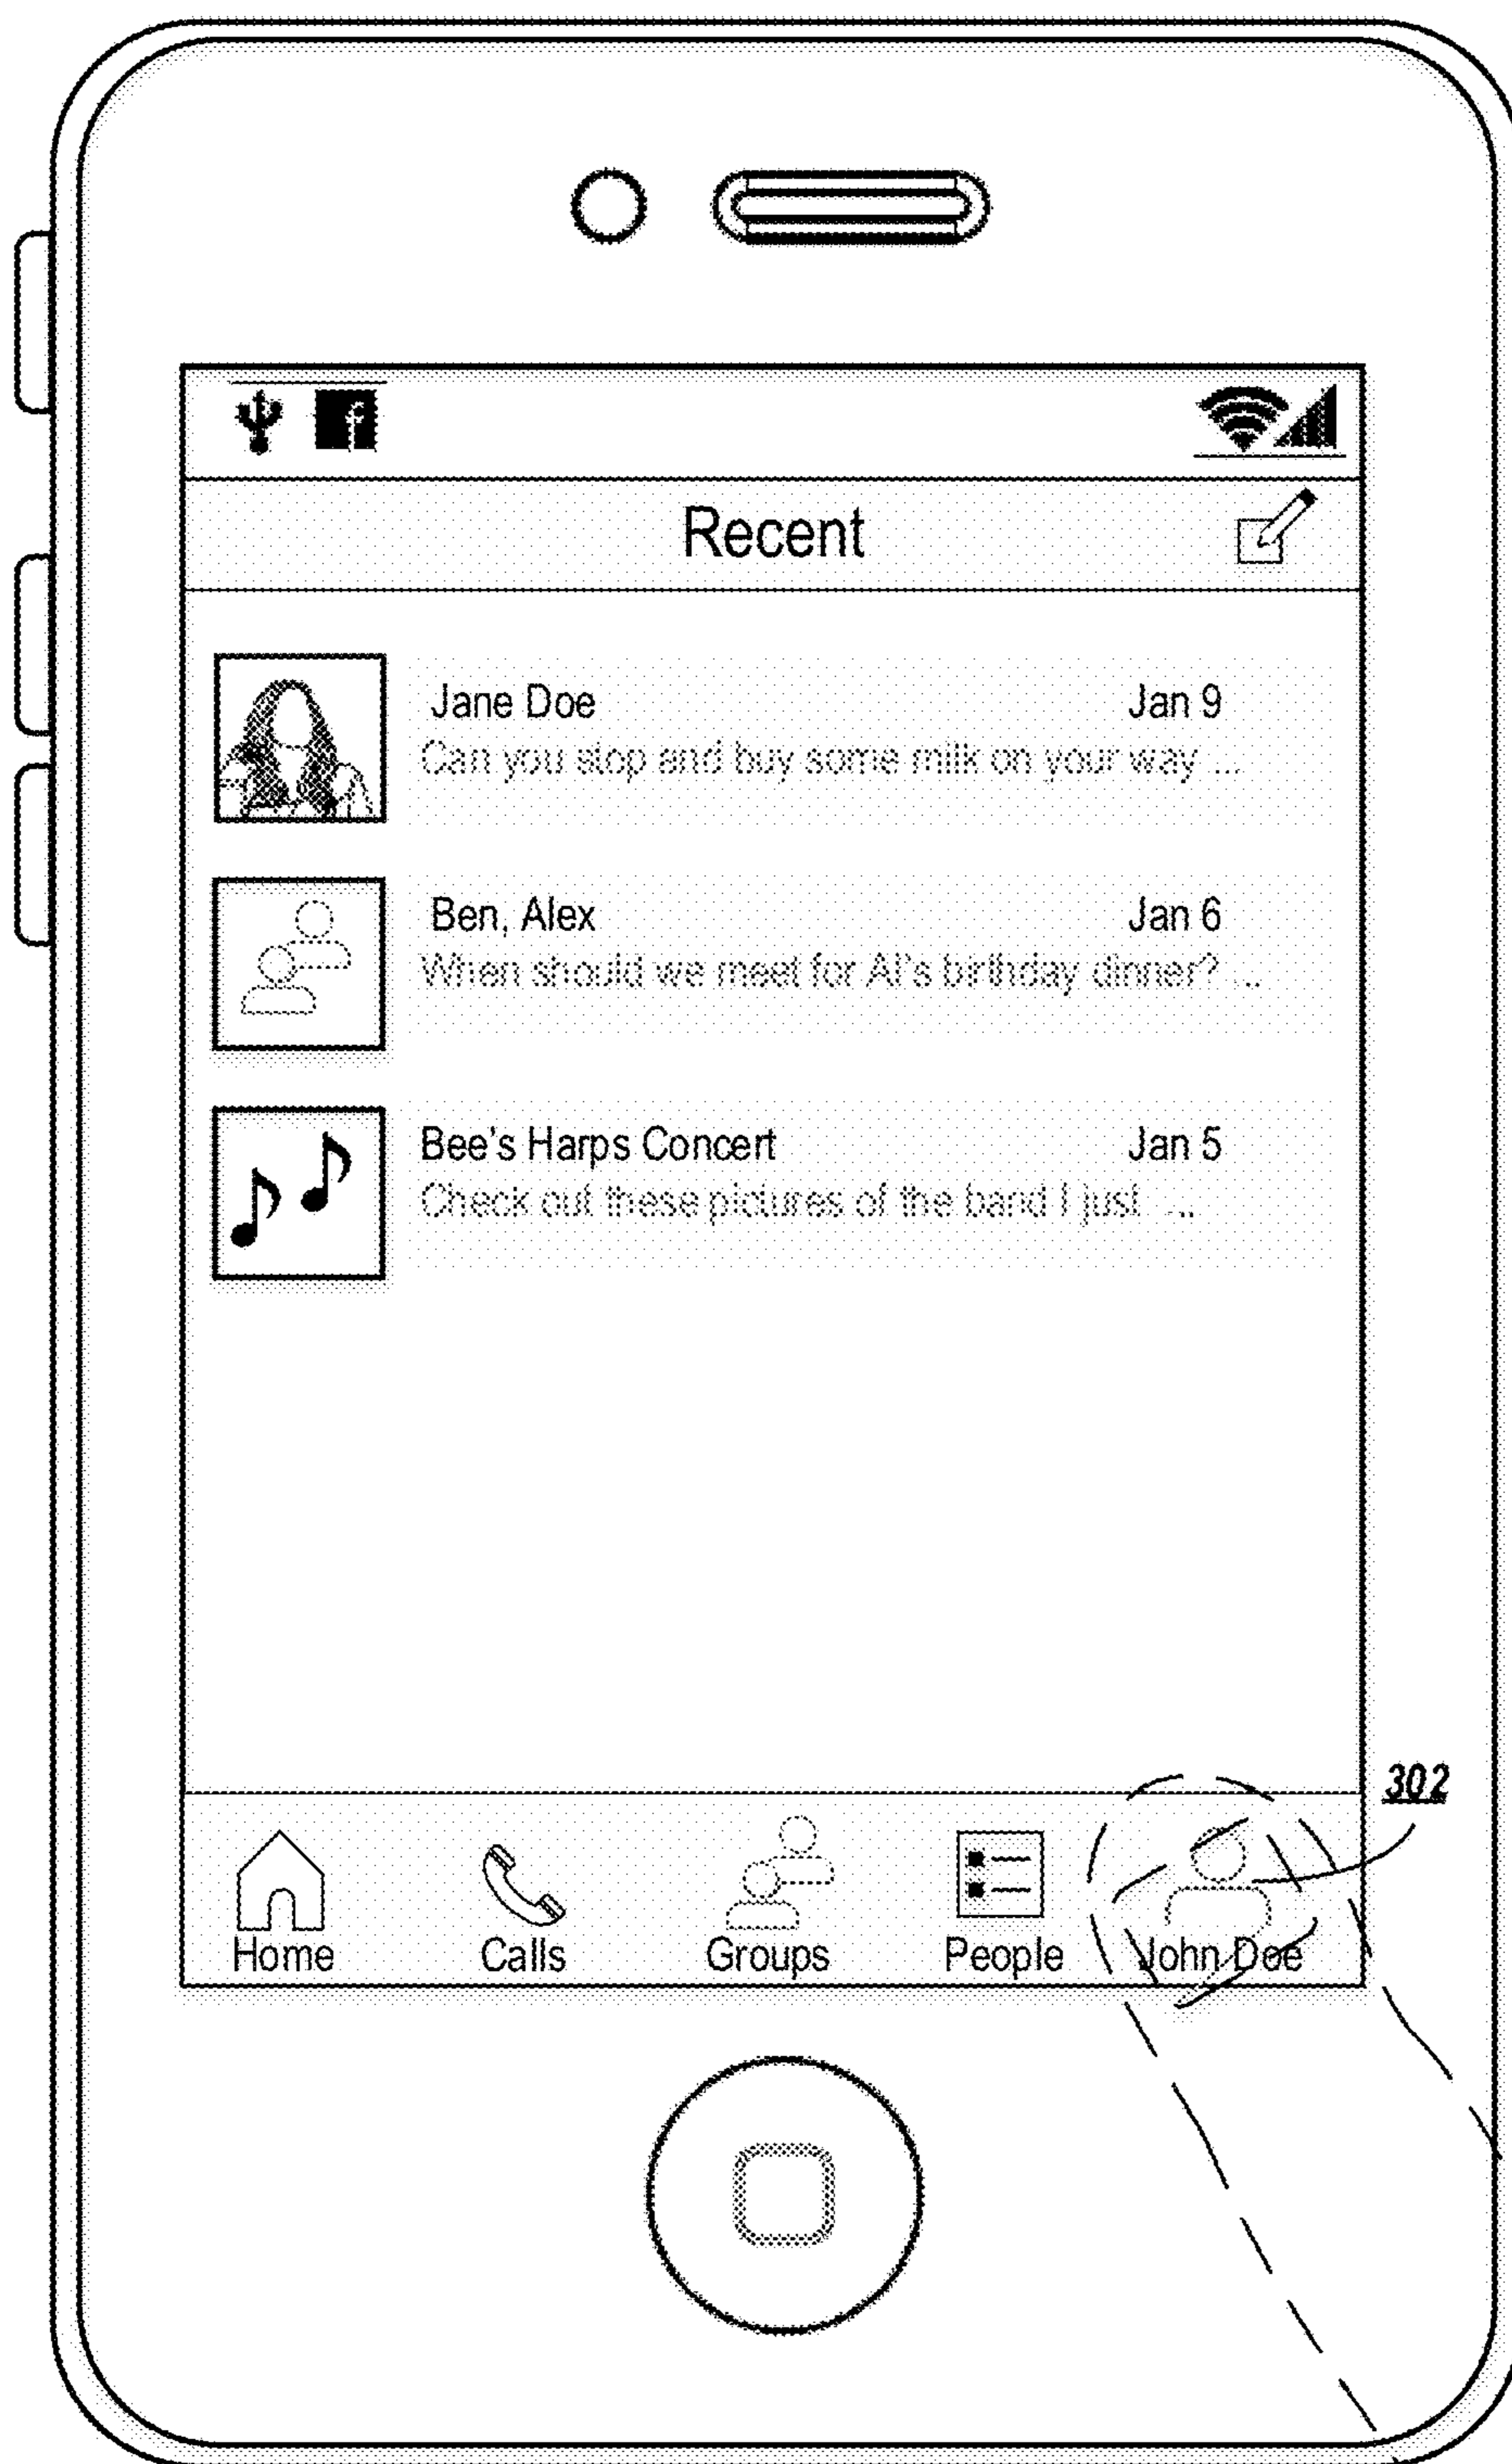 f
Recent
Jane Doe Jan 9
Can you stop and buy some milk on your way ...
Ben, Alex Jan 6
When should we meet for Al's birthday dinner? ...
Bee's Harps Concert Jan 5
Check out these pictures of the band I just ...
302
Home Calls Groups People John Doe